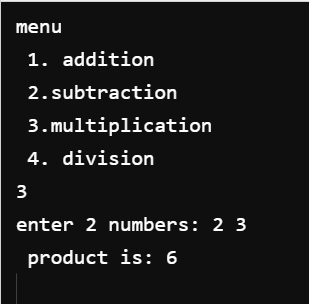 menu
1. addition
2.subtraction
3.multiplication
4. division
3
enter 2 numbers: 2 3
product is: 6